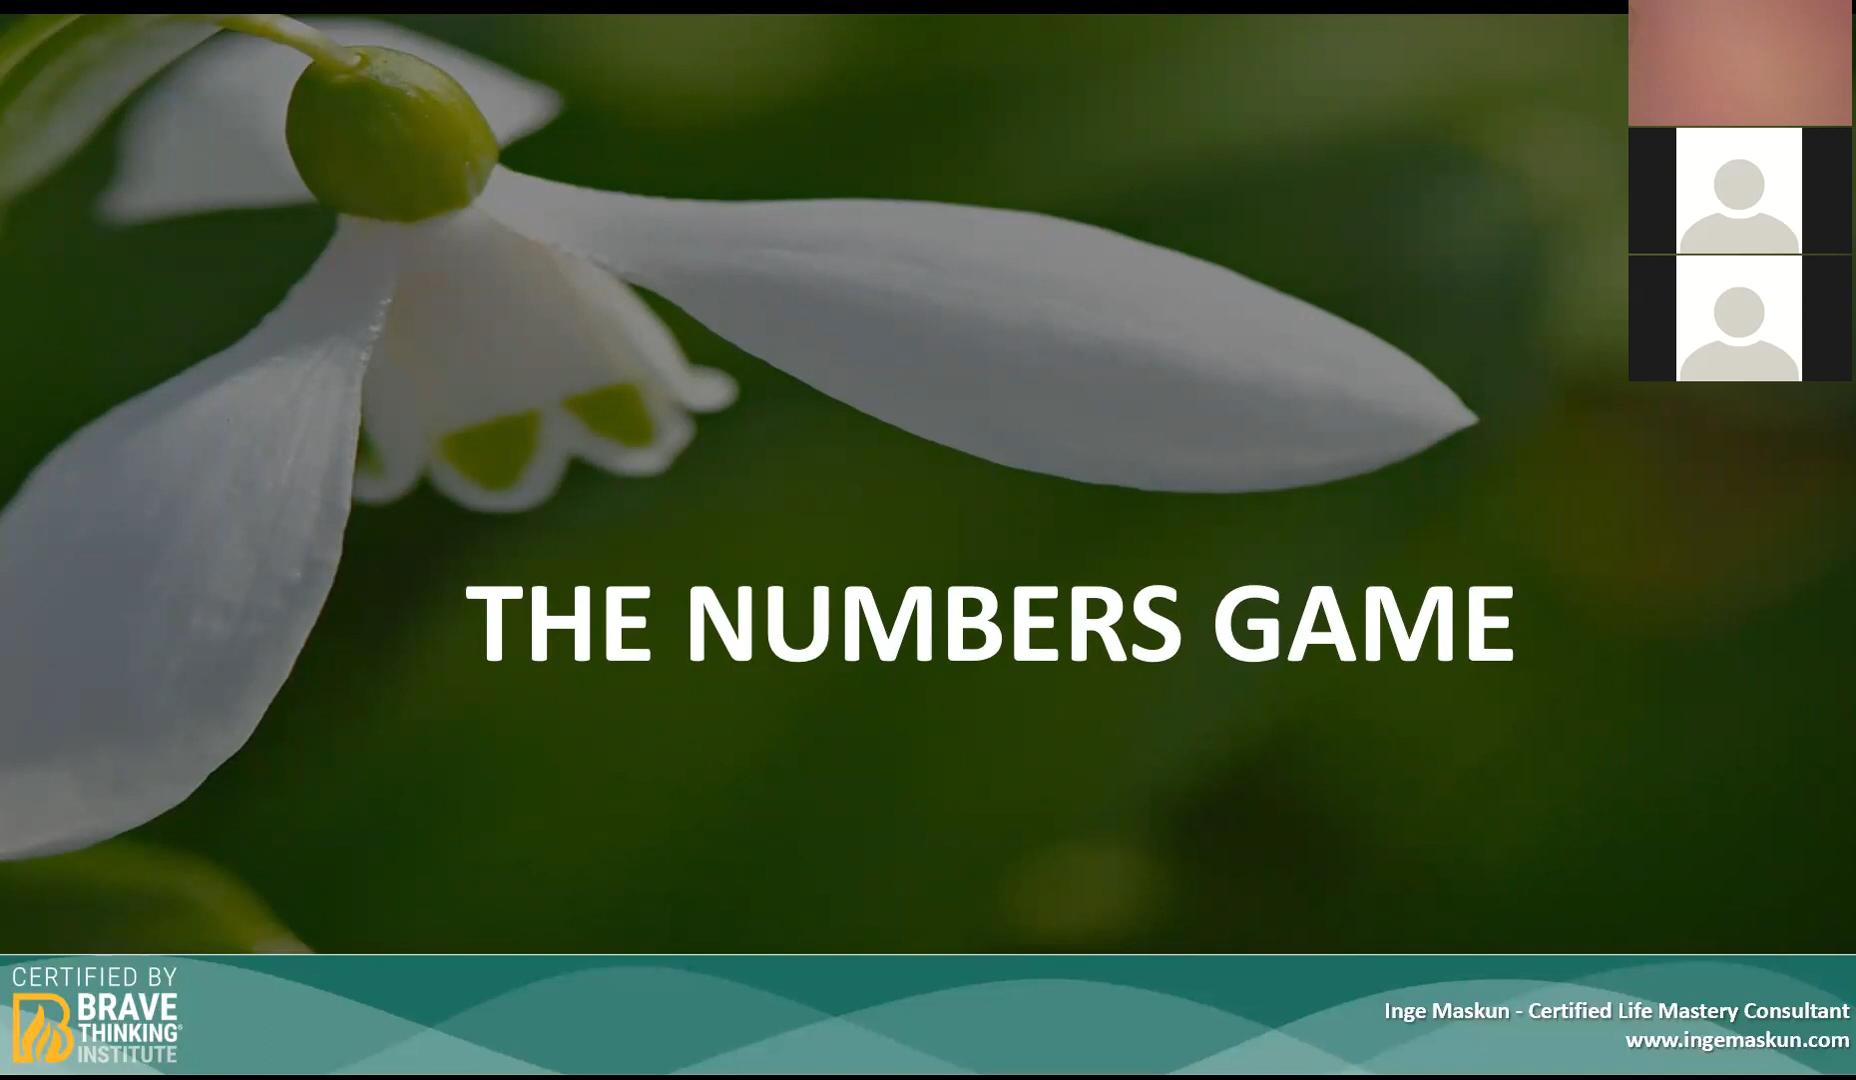 THE NUMBERS GAME
CERTIFIED BY
BRAVE
THINKING®
INSTITUTE
Inge Maskun - Certified Life Mastery Consultant
www.ingemaskun.com